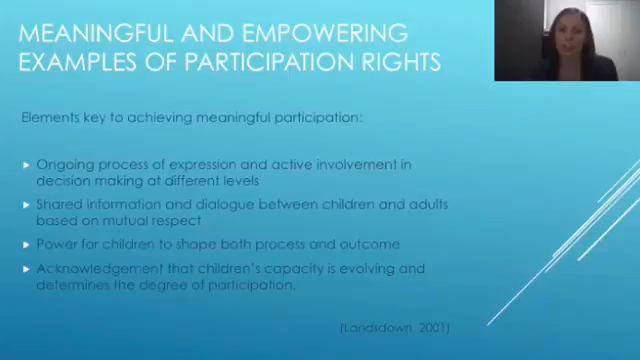 MEANINGFUL AND EMPOWERING
EXAMPLES OF PARTICIPATION RIGHTS
Elements key to achieving meaningful participation:
Ongoing process of expression and active involvement in
decision making at different levels
Shared information and dialogue between children and adults
based on mutual respect
Power for children to shape both process and outcome
Acknowledgement that children's capacity is evolving and
determines the degree of participation.
(Landsdown, 2001)